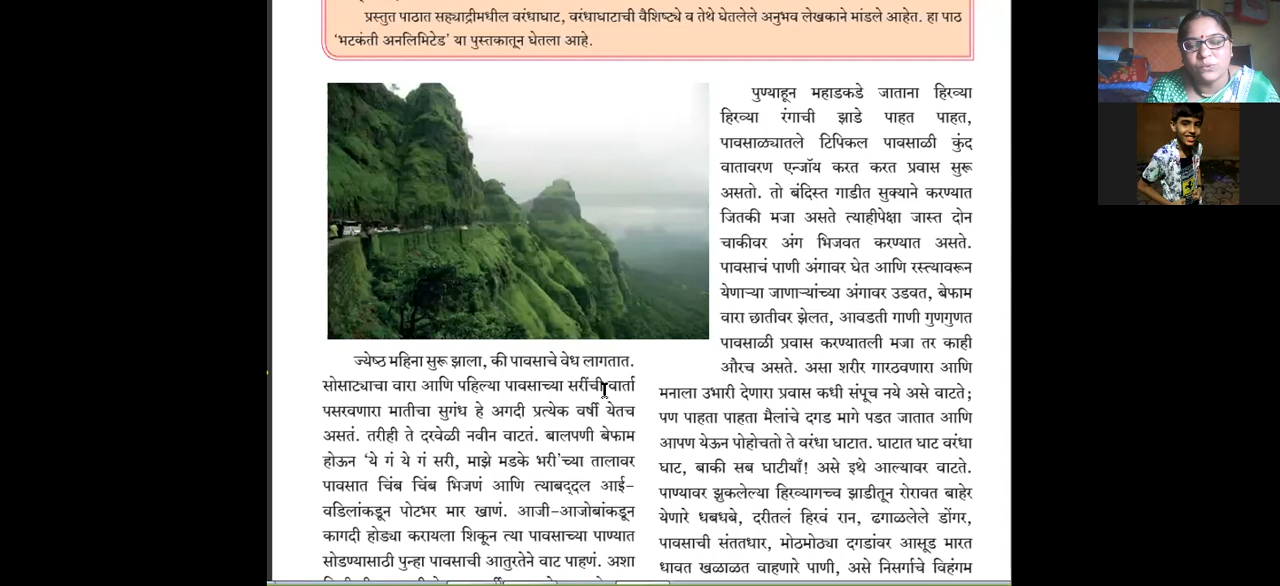 प्रस्तुत पाठात सह्याद्रीमधील वरंधाघाट, वरंधाघाटाची वैशिष्ट्ये व तेथे घेतलेले अनुभव लेखकाने मांडले आहेत. हा पाठ
‘भटकंती अनलिमिटेड’ या पुस्तकातून घेतला आहे.
ज्येष्ठ महिना सुरू झाला, की पावसाचे वेध लागतात.
सोसाट्याचा वारा आणि पहिल्या पावसाच्या सरींची वार्ता
पसरवणारा मातीचा सुगंध हे अगदी प्रत्येक वर्षी येतच
असतं. तरीही ते दरवेळी नवीन वाटतं. बालपणी बेफाम
होऊन ‘ये गं ये गं सरी, माझे मडके भरी’च्या तालावर
पावसात चिंब चिंब भिजणं आणि त्याबद्दल आई-
वडिलांकडून पोटभर मार खाणं. आजी-आजोबांकडून
कागदी होड्या करायला शिकून त्या पावसाच्या पाण्यात
सोडण्यासाठी पुन्हा पावसाची आतुरतेने वाट पाहणं. अशा
पुण्याहून महाडकडे जाताना हिरव्या
हिरव्या रंगाची झाडे पाहत पाहत,
पावसाळ्यातले टिपिकल पावसाळी कुंद
वातावरण एन्जॉय करत करत प्रवास सुरू
असतो. तो बंदिस्त गाडीत सुक्याने करण्यात
जितकी मजा असते त्याहीपेक्षा जास्त दोन
चाकीवर अंग भिजवत करण्यात असते.
पावसाचं पाणी अंगावर घेत आणि रस्त्यावरून
येणाऱ्या जाणाऱ्यांच्या अंगावर उडवत, बेफाम
वारा छातीवर झेलत, आवडती गाणी गुणगुणत
पावसाळी प्रवास करण्यातली मजा तर काही
औरच असते. असा शरीर गारठवणारा आणि
मनाला उभारी देणारा प्रवास कधी संपूच नये असे वाटते;
पण पाहता पाहता मैलांचे दगड मागे पडत जातात आणि
आपण येऊन पोहोचतो ते वरंधा घाटात. घाटात घाट वरंधा
घाट, बाकी सब घाटीयाँ! असे इथे आल्यावर वाटते.
पाण्यावर झुकलेल्या हिरव्यागच्च झाडीतून रोरावत बाहेर
येणारे धबधबे, दरीतलं हिरवं रान, ढगाळलेले डोंगर,
पावसाची संततधार, मोठमोठ्या दगडांवर आसूड मारत
धावत खळाळत वाहणारे पाणी, असे निसर्गाचे विहंगम